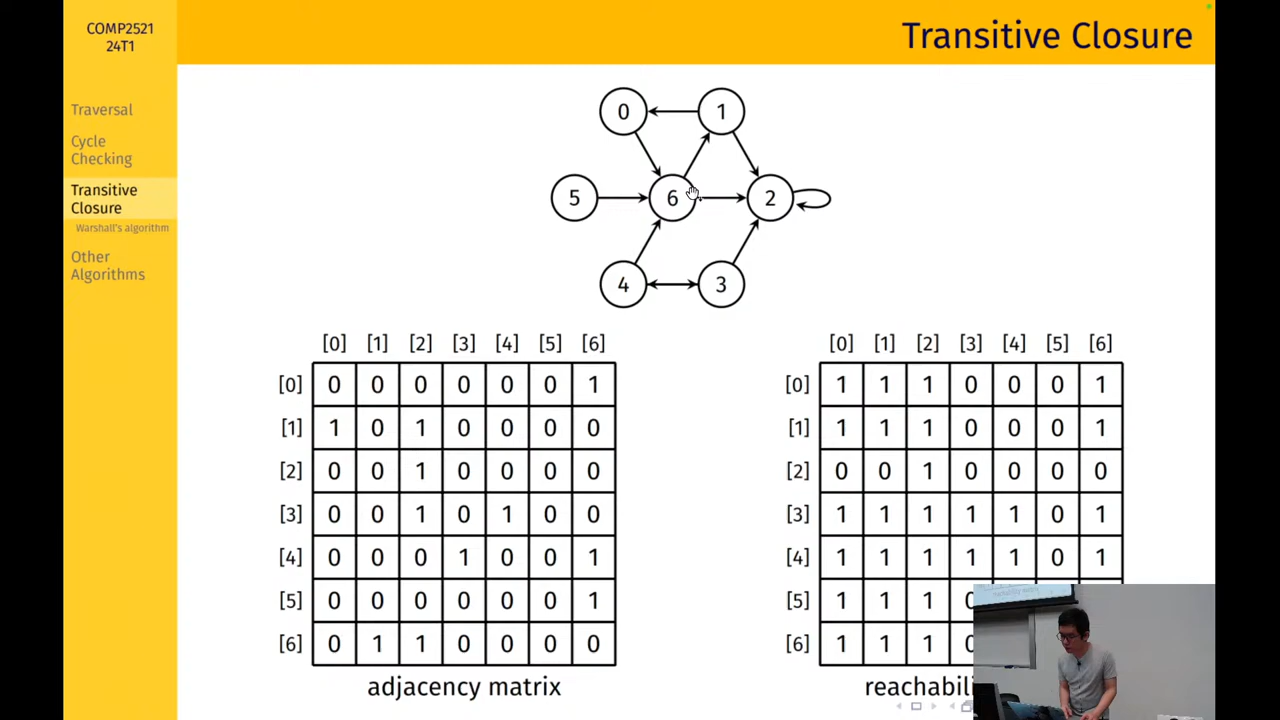 COMP2521
24T1
Transitive Closure
Traversal
Cycle
Checking
Transitive
Closure
Warshall's algorithm
Other
Algorithms
0 1
5 6 2
4 3
[0] [1] [2] [3] [4] [5] [6]
[0] 0 0 0 0 0 0 1
[1] 1 0 1 0 0 0 0
[2] 0 0 1 0 0 0 0
[3] 0 0 1 0 1 0 0
[4] 0 0 0 1 0 0 1
[5] 0 0 0 0 0 0 1
[6] 0 1 1 0 0 0 0
adjacency matrix
[0] [1] [2] [3] [4] [5] [6]
[0] 1 1 1 0 0 0 1
[1] 1 1 1 0 0 0 1
[2] 0 0 1 0 0 0 0
[3] 1 1 1 1 1 0 1
[4] 1 1 1 1 1 0 1
[5] 1 1 1 0
[6] 1 1 1 0
reachabili